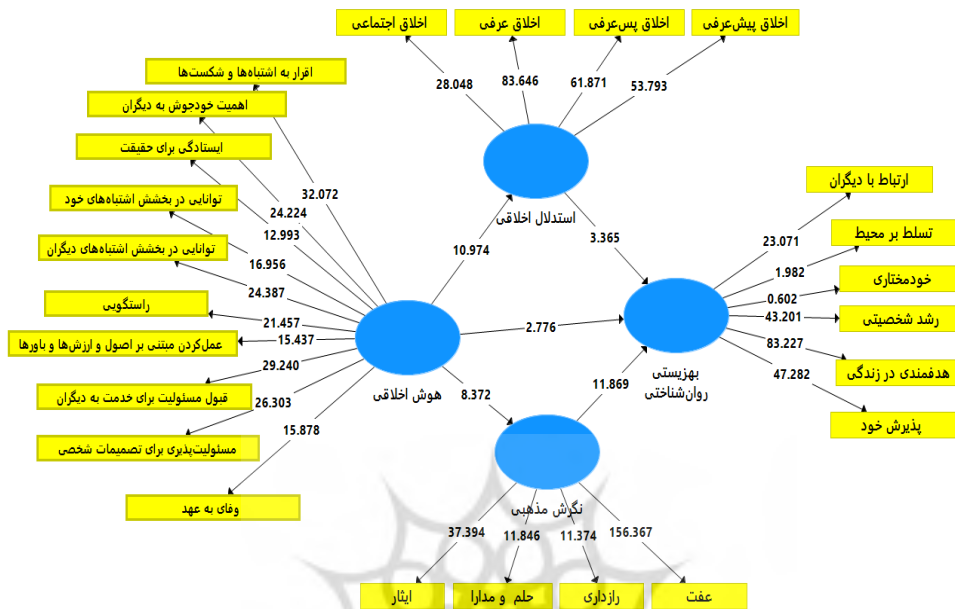 اخلاق پیش‌عرفی
اخلاق پس‌عرفی
اخلاق عرفی
اخلاق اجتماعی
53.793
61.871
83.646
28.048
استدلال اخلاقی
اقرار به اشتباه‌ها و شکست‌ها
اهمیت خودجوش به دیگران
ایستادگی برای حقیقت
توانایی در بخشش اشتباه‌های خود
توانایی در بخشش اشتباه‌های دیگران
راستگویی
عمل‌کردن مبتنی بر اصول و ارزش‌ها و باورها
قبول مسئولیت برای خدمت به دیگران
مسئولیت‌پذیری برای تصمیمات شخصی
وفای به عهد
32.072
24.224
12.993
16.956
24.387
21.457
15.437
29.240
26.303
15.878
هوش اخلاقی
10.974
2.776
8.372
3.365
11.869
ارتباط با دیگران
تسلط بر محیط
خودمختاری
رشد شخصیتی
هدفمندی در زندگی
پذیرش خود
23.071
1.982
0.602
43.201
83.227
47.282
بهزیستی
روان‌شناختی
نگرش مذهبی
156.367
11.374
11.846
37.394
عفت
رازداری
حلم و مدارا
ایثار